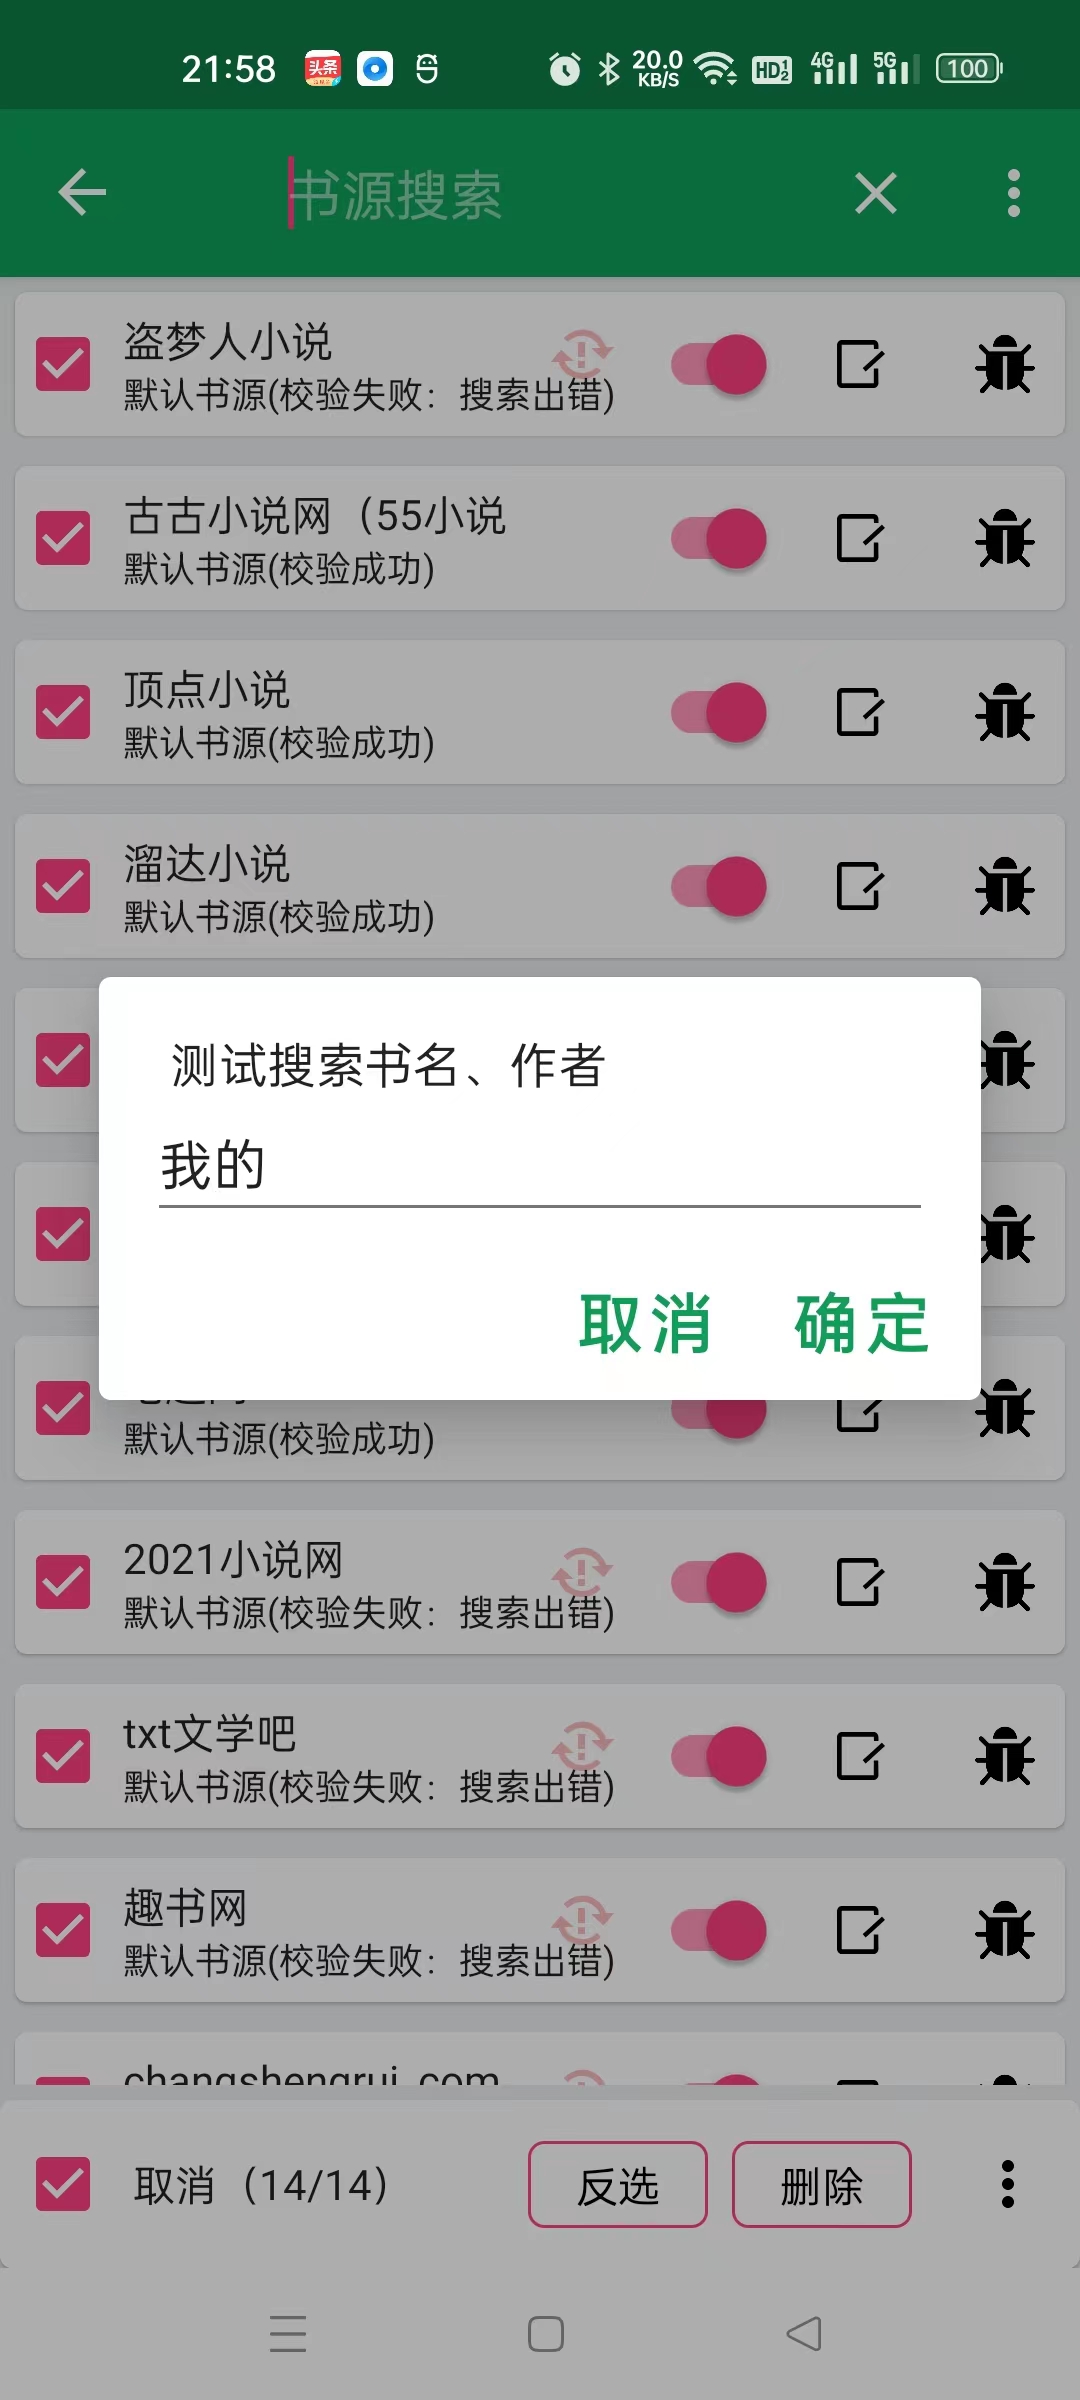 21:58 头条 20.0 KB/S HD 1 2 4G 5G 100
书源搜索
盗梦人小说
默认书源(校验失败：搜索出错)
古古小说网（55小说
默认书源(校验成功)
顶点小说
默认书源(校验成功)
溜达小说
默认书源(校验成功)
测试搜索书名、作者
我的
取消 确定
默认书源(校验成功)
2021小说网
默认书源(校验失败：搜索出错)
txt文学吧
默认书源(校验失败：搜索出错)
趣书网
默认书源(校验失败：搜索出错)
changshengrui.com
取消（14/14） 反选 删除